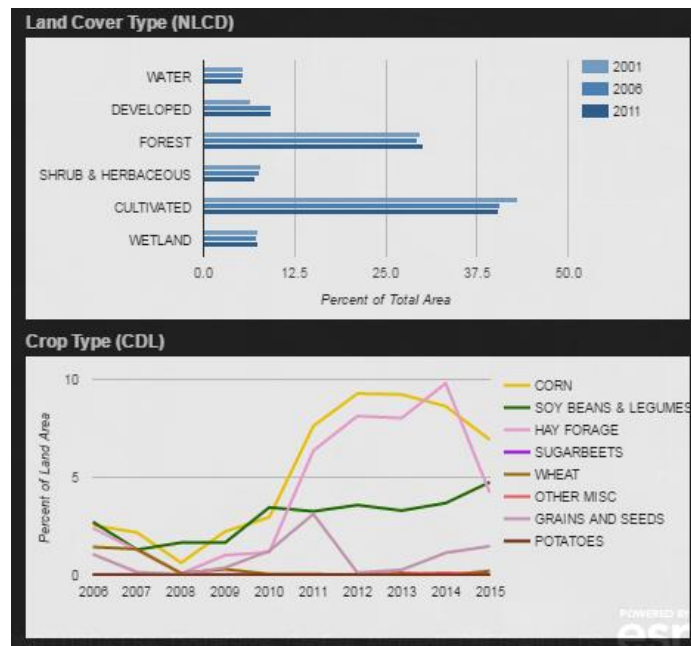 Land Cover Type (NLCD)
2001
2006
2011
WATER
DEVELOPED
FOREST
SHRUB & HERBACEOUS
CULTIVATED
WETLAND
0.0 12.5 25.0 37.5 50.0
Percent of Total Area
Crop Type (CDL)
Percent of Land Area
10
5
0
2006 2007 2008 2009 2010 2011 2012 2013 2014 2015
CORN
SOY BEANS & LEGUMES
HAY FORAGE
SUGARBEETS
WHEAT
OTHER MISC
GRAINS AND SEEDS
POTATOES
POWERED BY
esri